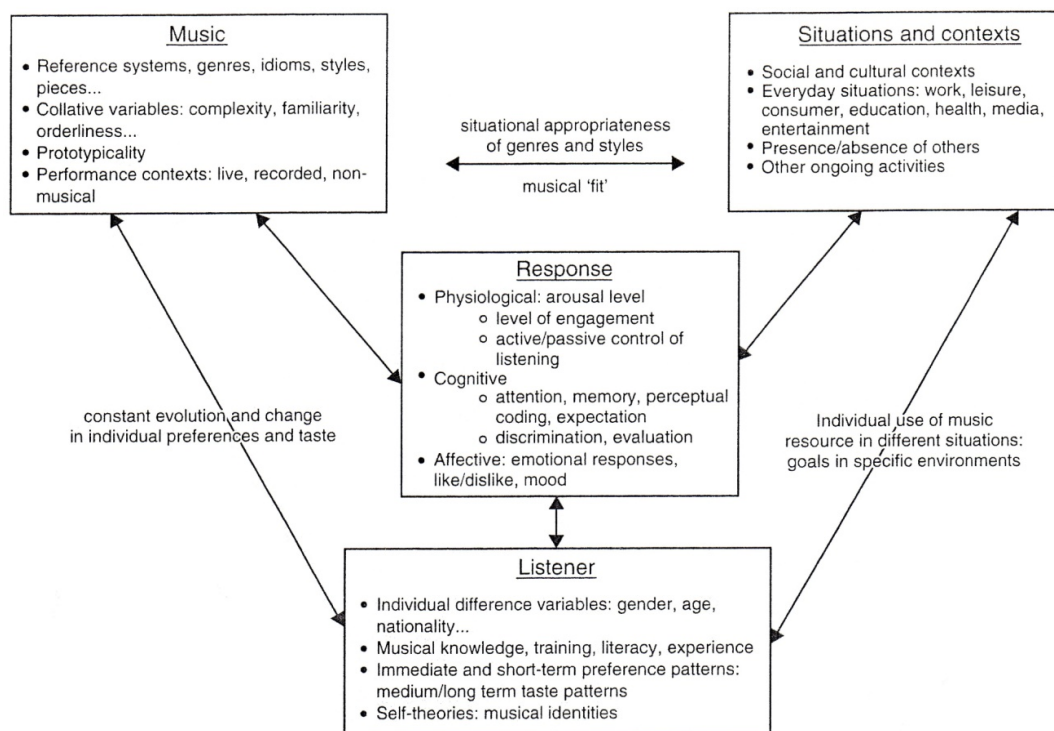 Music
• Reference systems, genres, idioms, styles,
pieces...
• Collative variables: complexity, familiarity,
orderliness...
• Prototypicality
• Performance contexts: live, recorded, non-
musical
situational appropriateness
of genres and styles
musical ‘fit’
Situations and contexts
• Social and cultural contexts
• Everyday situations: work, leisure,
consumer, education, health, media,
entertainment
• Presence/absence of others
• Other ongoing activities
Response
• Physiological: arousal level
o level of engagement
o active/passive control of
listening
• Cognitive
o attention, memory, perceptual
coding, expectation
o discrimination, evaluation
• Affective: emotional responses,
like/dislike, mood
constant evolution and change
in individual preferences and taste
Individual use of music
resource in different situations:
goals in specific environments
Listener
• Individual difference variables: gender, age,
nationality...
• Musical knowledge, training, literacy, experience
• Immediate and short-term preference patterns:
medium/long term taste patterns
• Self-theories: musical identities